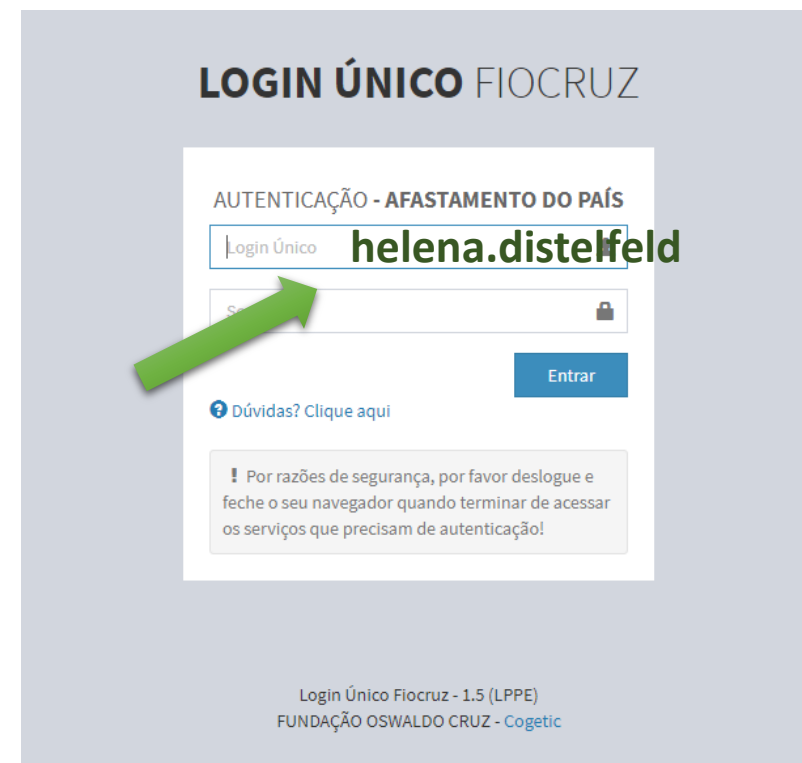 LOGIN ÚNICO FIOCRUZ
AUTENTICAÇÃO - AFASTAMENTO DO PAÍS
Login Único helena.distelfeld
Entrar
Dúvidas? Clique aqui
! Por razões de segurança, por favor deslogue e
feche o seu navegador quando terminar de acessar
os serviços que precisam de autenticação!
Login Único Fiocruz - 1.5 (LPPE)
FUNDAÇÃO OSWALDO CRUZ - Cogetic